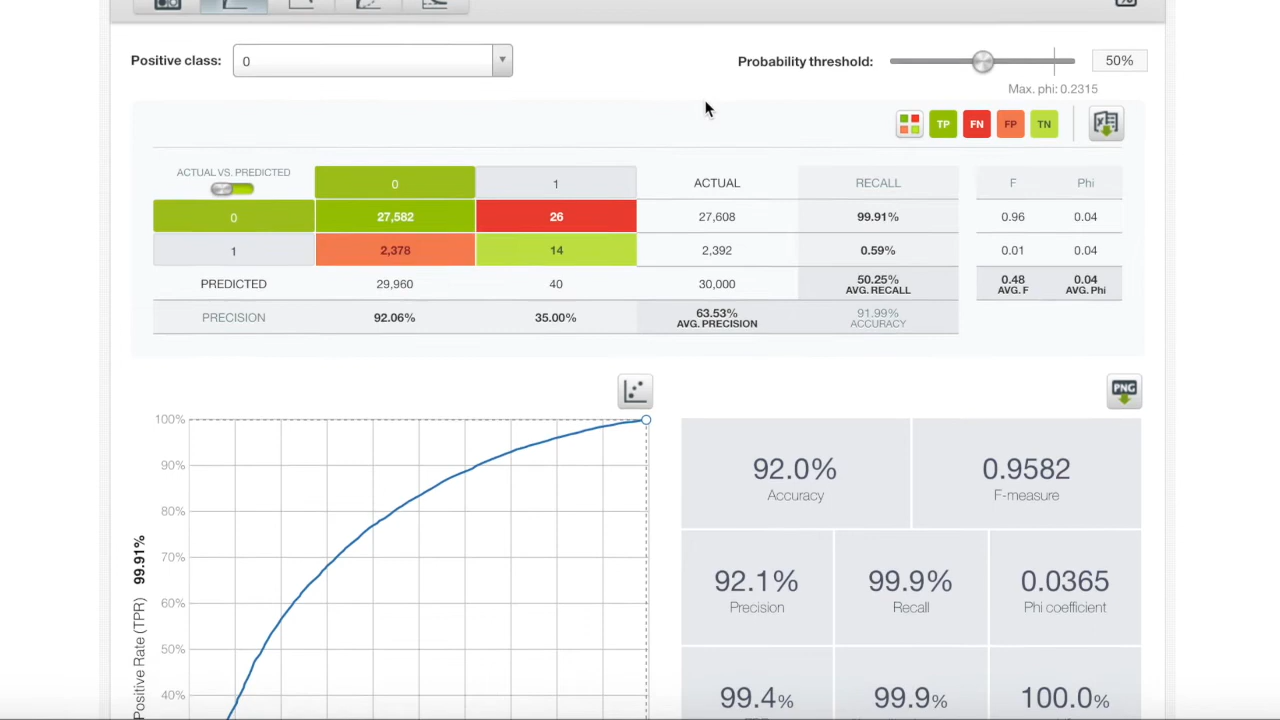 Positive class:
0
Probability threshold:
50%
Max. phi: 0.2315
TP
FN
FP
TN
ACTUAL VS. PREDICTED
0
1
ACTUAL
RECALL
F
Phi
0
27,582
26
27,608
99.91%
0.96
0.04
1
2,378
14
2,392
0.59%
0.01
0.04
PREDICTED
29,960
40
30,000
50.25%
AVG. RECALL
0.48
AVG. F
0.04
AVG. Phi
PRECISION
92.06%
35.00%
63.53%
AVG. PRECISION
91.99%
ACCURACY
PNG
100%
90%
80%
70%
60%
50%
40%
Positive Rate (TPR) 99.91%
92.0%
Accuracy
0.9582
F-measure
92.1%
Precision
99.9%
Recall
0.0365
Phi coefficient
99.4%
99.9%
100.0%